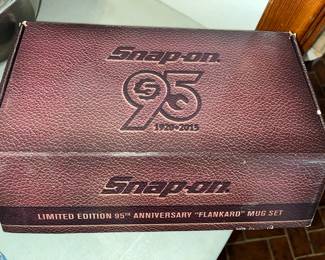 Snap-on
95
1920-2015
Snap-on
LIMITED EDITION 95TH ANNIVERSARY "FLANKARD" MUG SET